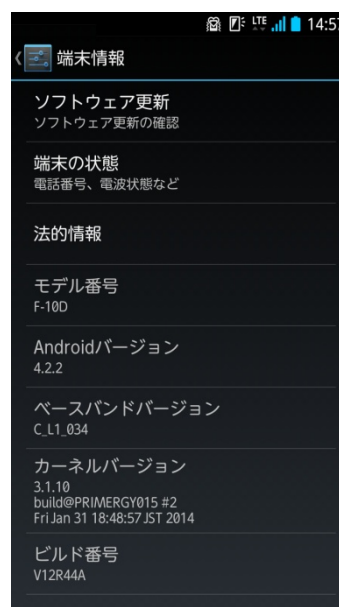 LTE 14:57
端末情報
ソフトウェア更新
ソフトウェア更新の確認
端末の状態
電話番号、電波状態など
法的情報
モデル番号
F-10D
Androidバージョン
4.2.2
ベースバンドバージョン
C_L1_034
カーネルバージョン
3.1.10
build@PRIMERGY015 #2
Fri Jan 31 18:48:57 JST 2014
ビルド番号
V12R44A